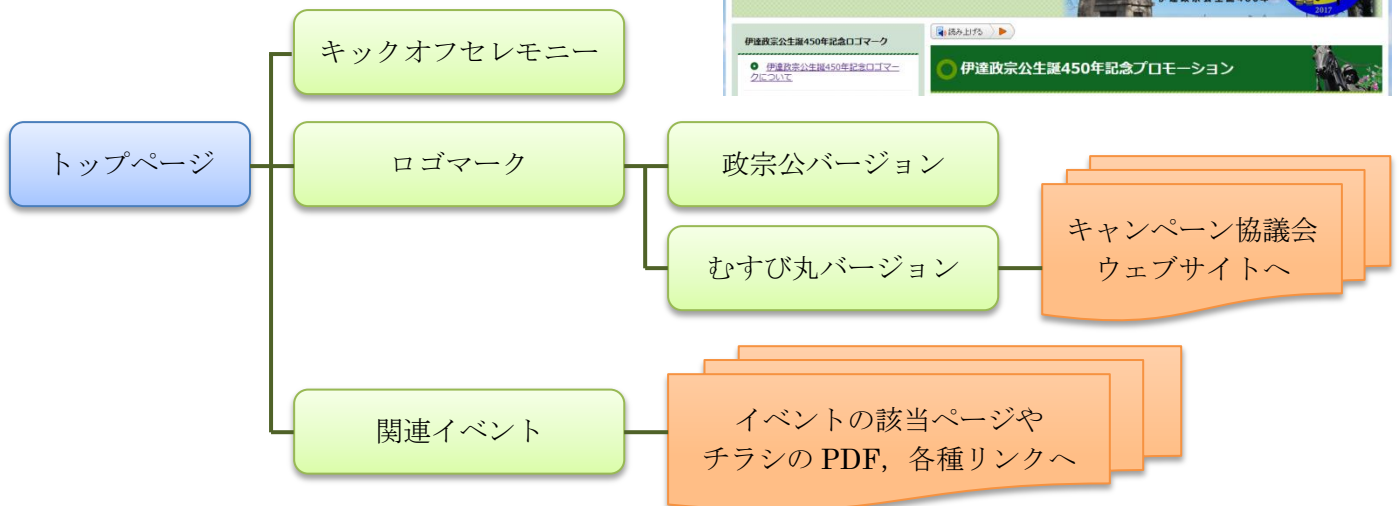 2017
伊達政宗公生誕450年記念ロゴマーク
伊達政宗公生誕450年記念ロゴマー
クについて
読み上げる
伊達政宗公生誕450年記念プロモーション
キックオフセレモニー
トップページ
ロゴマーク
政宗公バージョン
むすび丸バージョン
キャンペーン協議会
ウェブサイトへ
関連イベント
イベントの該当ページや
チラシの PDF，各種リンクへ